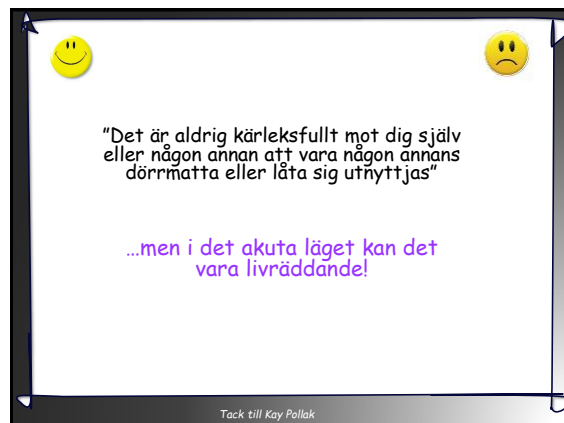 ”Det är aldrig kärleksfullt mot dig själv
eller någon annan att vara någon annans
dörrmatta eller låta sig utnyttjas”
…men i det akuta läget kan det
vara livräddande!
Tack till Kay Pollak